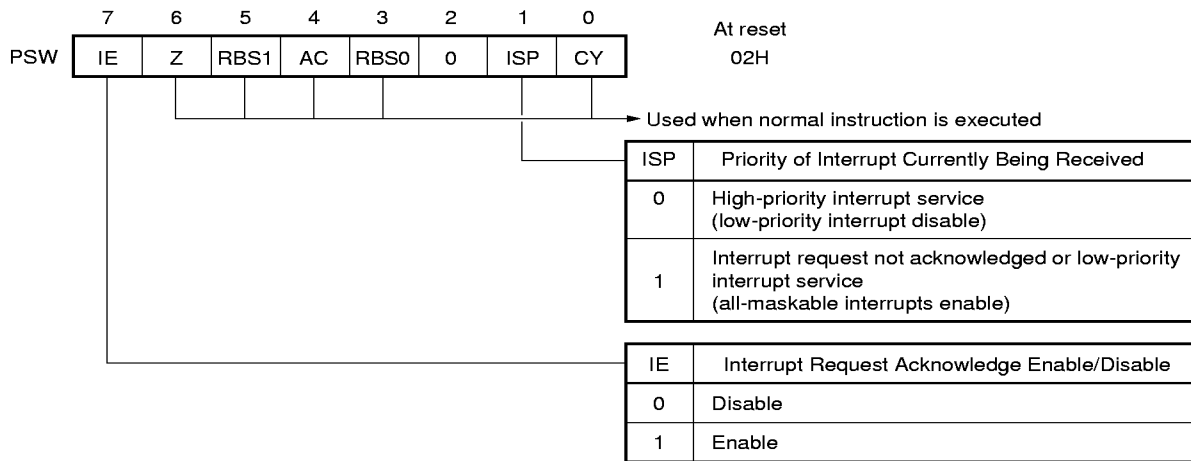 7 6 5 4 3 2 1 0
At reset
PSW IE Z RBS1 AC RBS0 0 ISP CY
02H
Used when normal instruction is executed
ISP Priority of Interrupt Currently Being Received
0 High-priority interrupt service
(low-priority interrupt disable)
1 Interrupt request not acknowledged or low-priority
interrupt service
(all-maskable interrupts enable)
IE Interrupt Request Acknowledge Enable/Disable
0 Disable
1 Enable